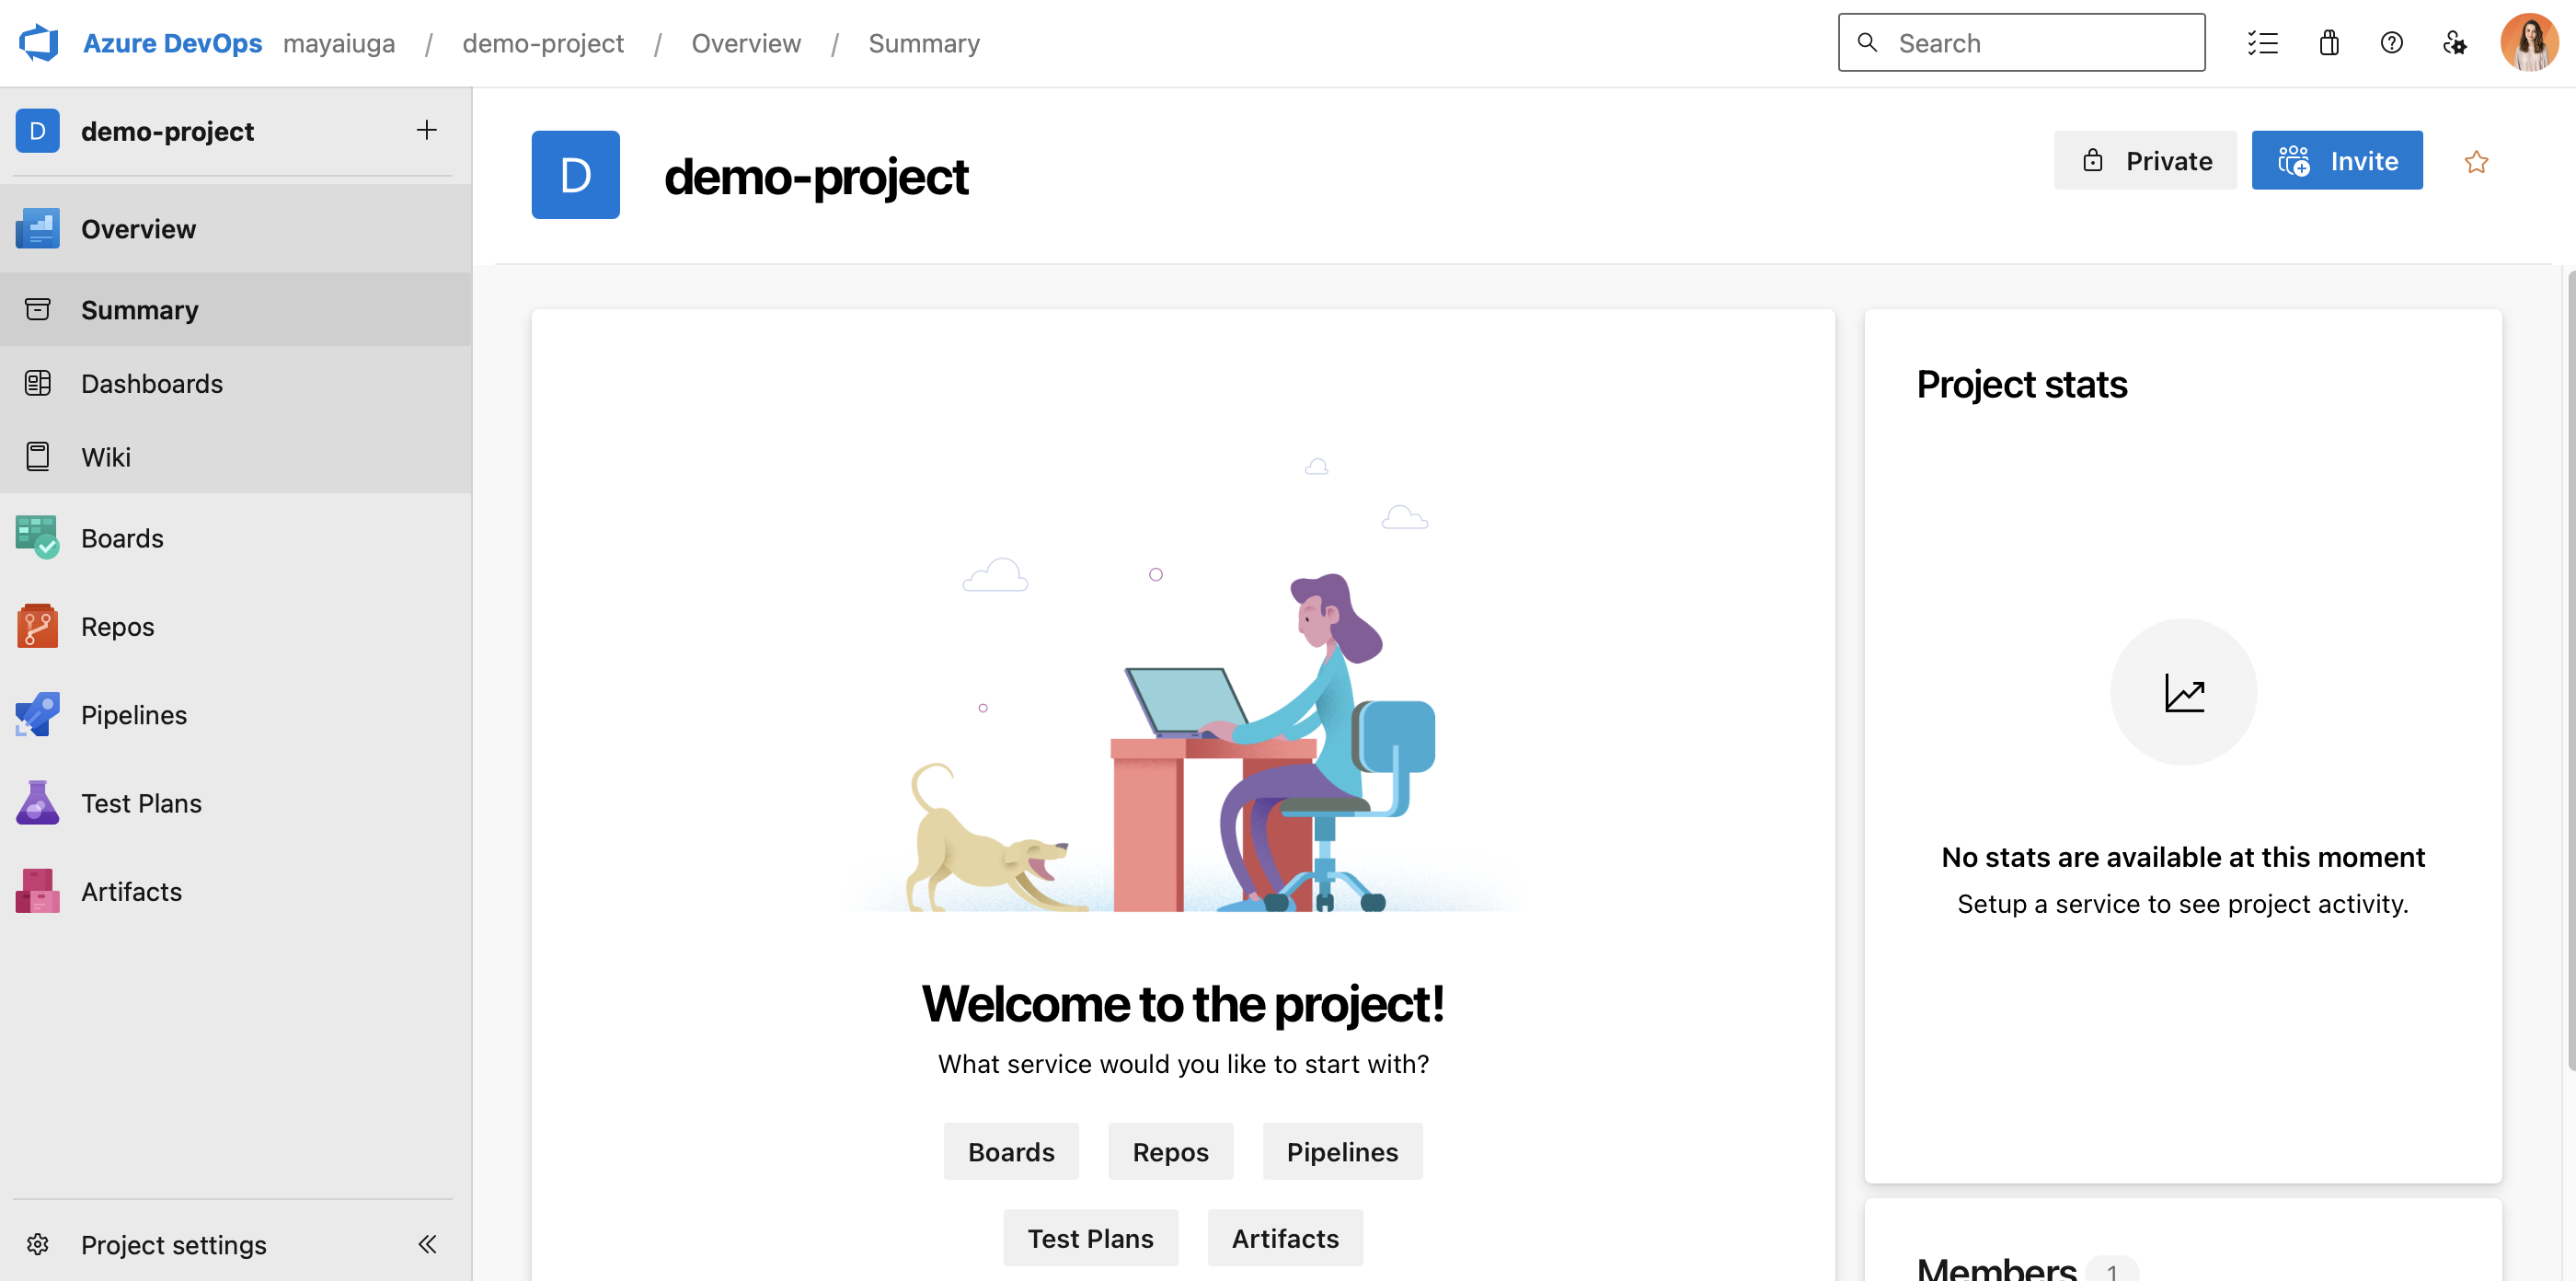 Azure DevOps mayaiuga / demo-project / Overview / Summary
Search
D demo-project
Overview
Summary
Dashboards
Wiki
Boards
Repos
Pipelines
Test Plans
Artifacts
Project settings
D demo-project
Private
Invite
Welcome to the project!
What service would you like to start with?
Boards Repos Pipelines
Test Plans Artifacts
Project stats
No stats are available at this moment
Setup a service to see project activity.
Members 1